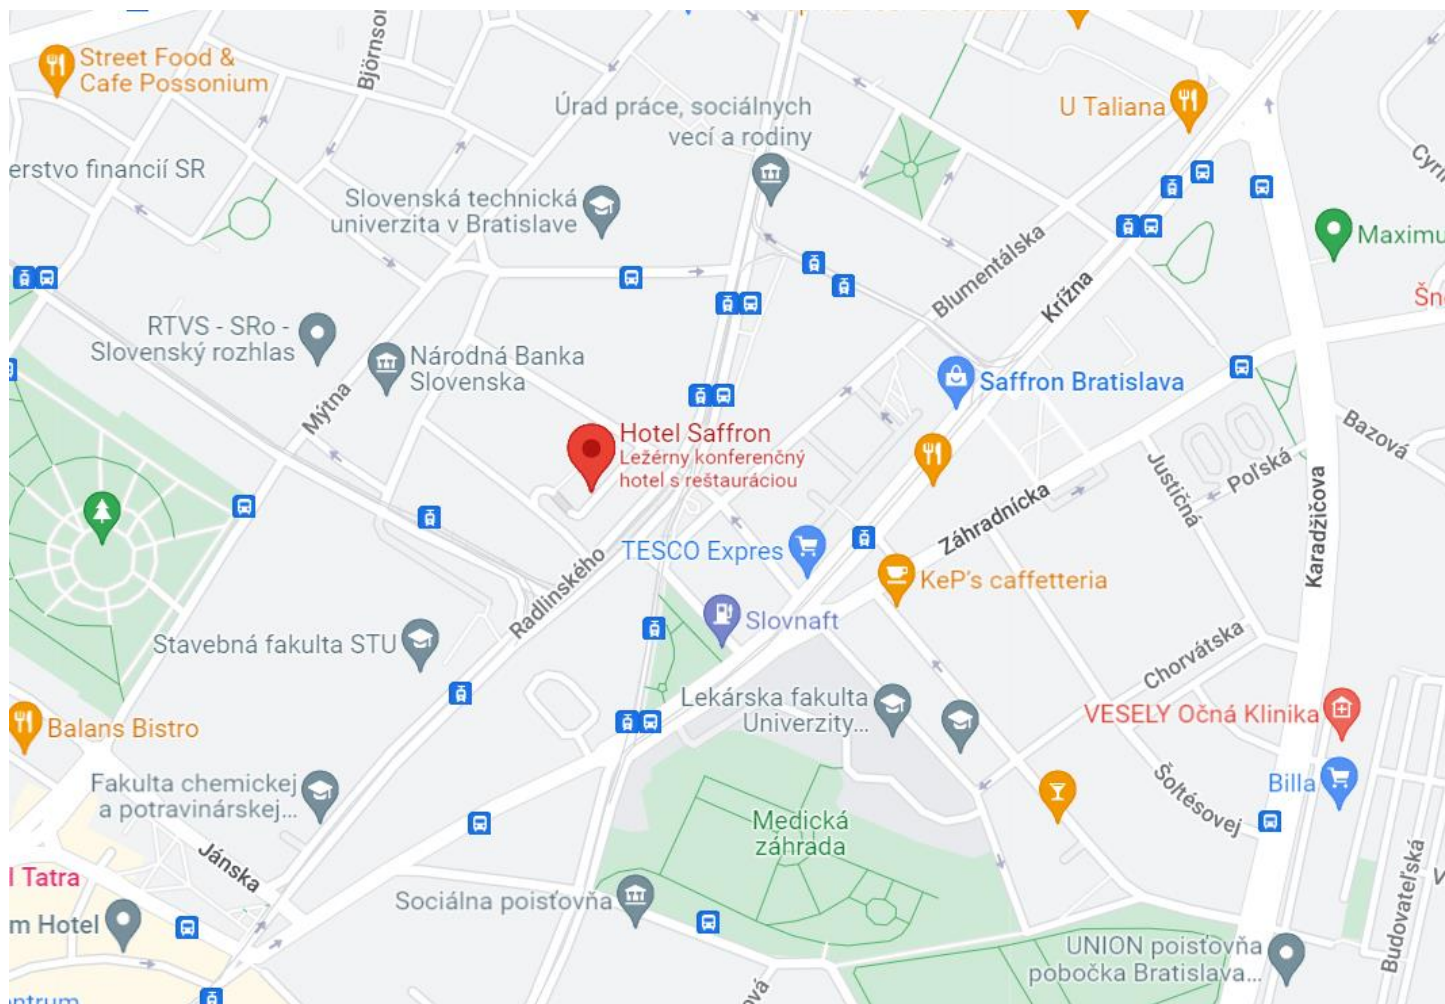 Björnson
Street Food &
Cafe Possonium
Úrad práce, sociálnych
vecí a rodiny
U Taliana
erstvo financií SR
Cyri
Slovenská technická
univerzita v Bratislave
Maximu
Blumentálska
Krížna
Šn
RTVS - SRo -
Slovenský rozhlas
Národná Banka
Slovenska
Saffron Bratislava
Mýtna
Hotel Saffron
Ležérny konferenčný
hotel s reštauráciou
Bazová
Poľská
Justičná
Karadžičova
Záhradnícka
TESCO Expres
KeP's caffetteria
Radlinského
Slovnaft
Stavebná fakulta STU
Chorvátska
Lekárska fakulta
Univerzity...
VESELY Očná Klinika
Balans Bistro
Fakulta chemickej
a potravinárskej...
Šoltésovej
Billa
Medická
záhrada
Jánska
l Tatra
Budovateľská
V
Sociálna poisťovňa
m Hotel
UNION poisťovňa
pobočka Bratislava...
ová
entrum